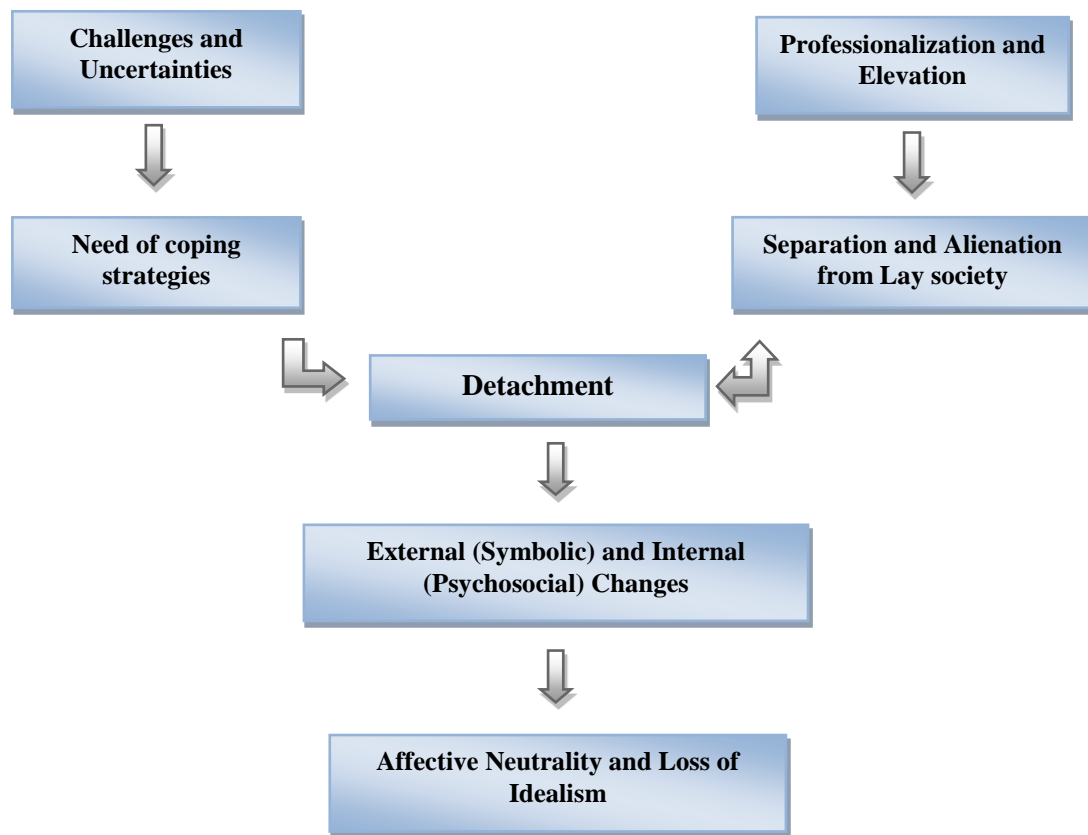 Challenges and
Uncertainties
Professionalization and
Elevation
Need of coping
strategies
Separation and Alienation
from Lay society
Detachment
External (Symbolic) and Internal
(Psychosocial) Changes
Affective Neutrality and Loss of
Idealism